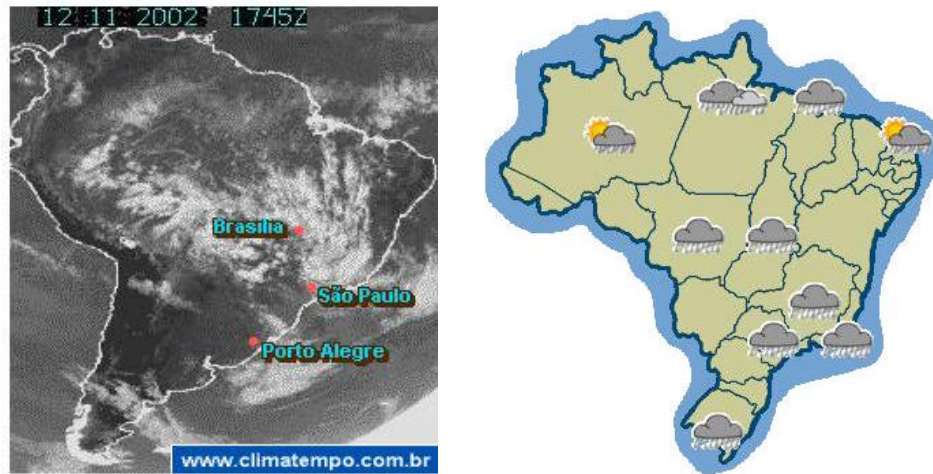 12 11 2002 1745Z
Brasília
São Paulo
Porto Alegre
www.climatempo.com.br